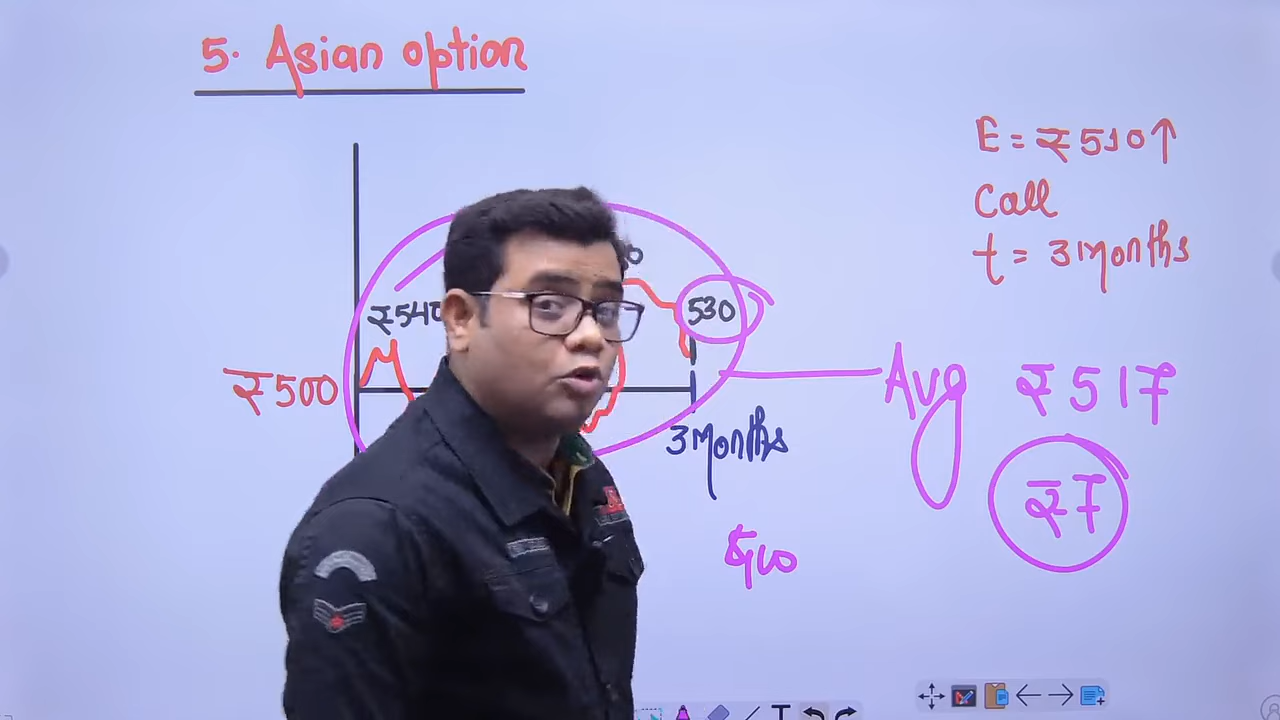 5. Asian option
E = ₹510↑
Call
t = 3 Months
₹540
530
₹500
Avg ₹517
3 Months
₹7